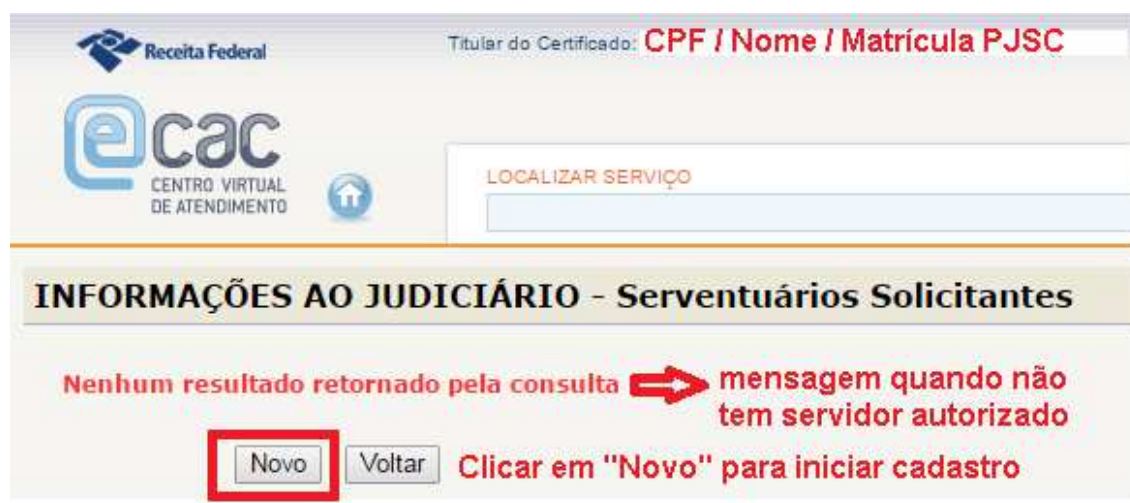 Receita Federal
Titular do Certificado: CPF / Nome / Matrícula PJSC
ecac
CENTRO VIRTUAL
DE ATENDIMENTO
LOCALIZAR SERVIÇO
INFORMAÇÕES AO JUDICIÁRIO - Serventuários Solicitantes
Nenhum resultado retornado pela consulta mensagem quando não
tem servidor autorizado
Novo Voltar Clicar em "Novo" para iniciar cadastro